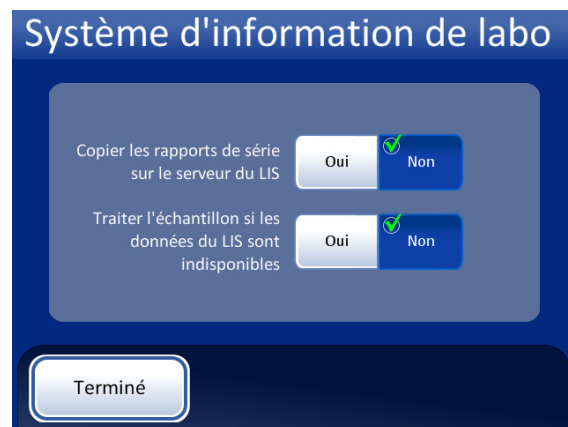 Système d'information de labo
Copier les rapports de série
sur le serveur du LIS
Oui
Non
Traiter l'échantillon si les
données du LIS sont
indisponibles
Oui
Non
Terminé